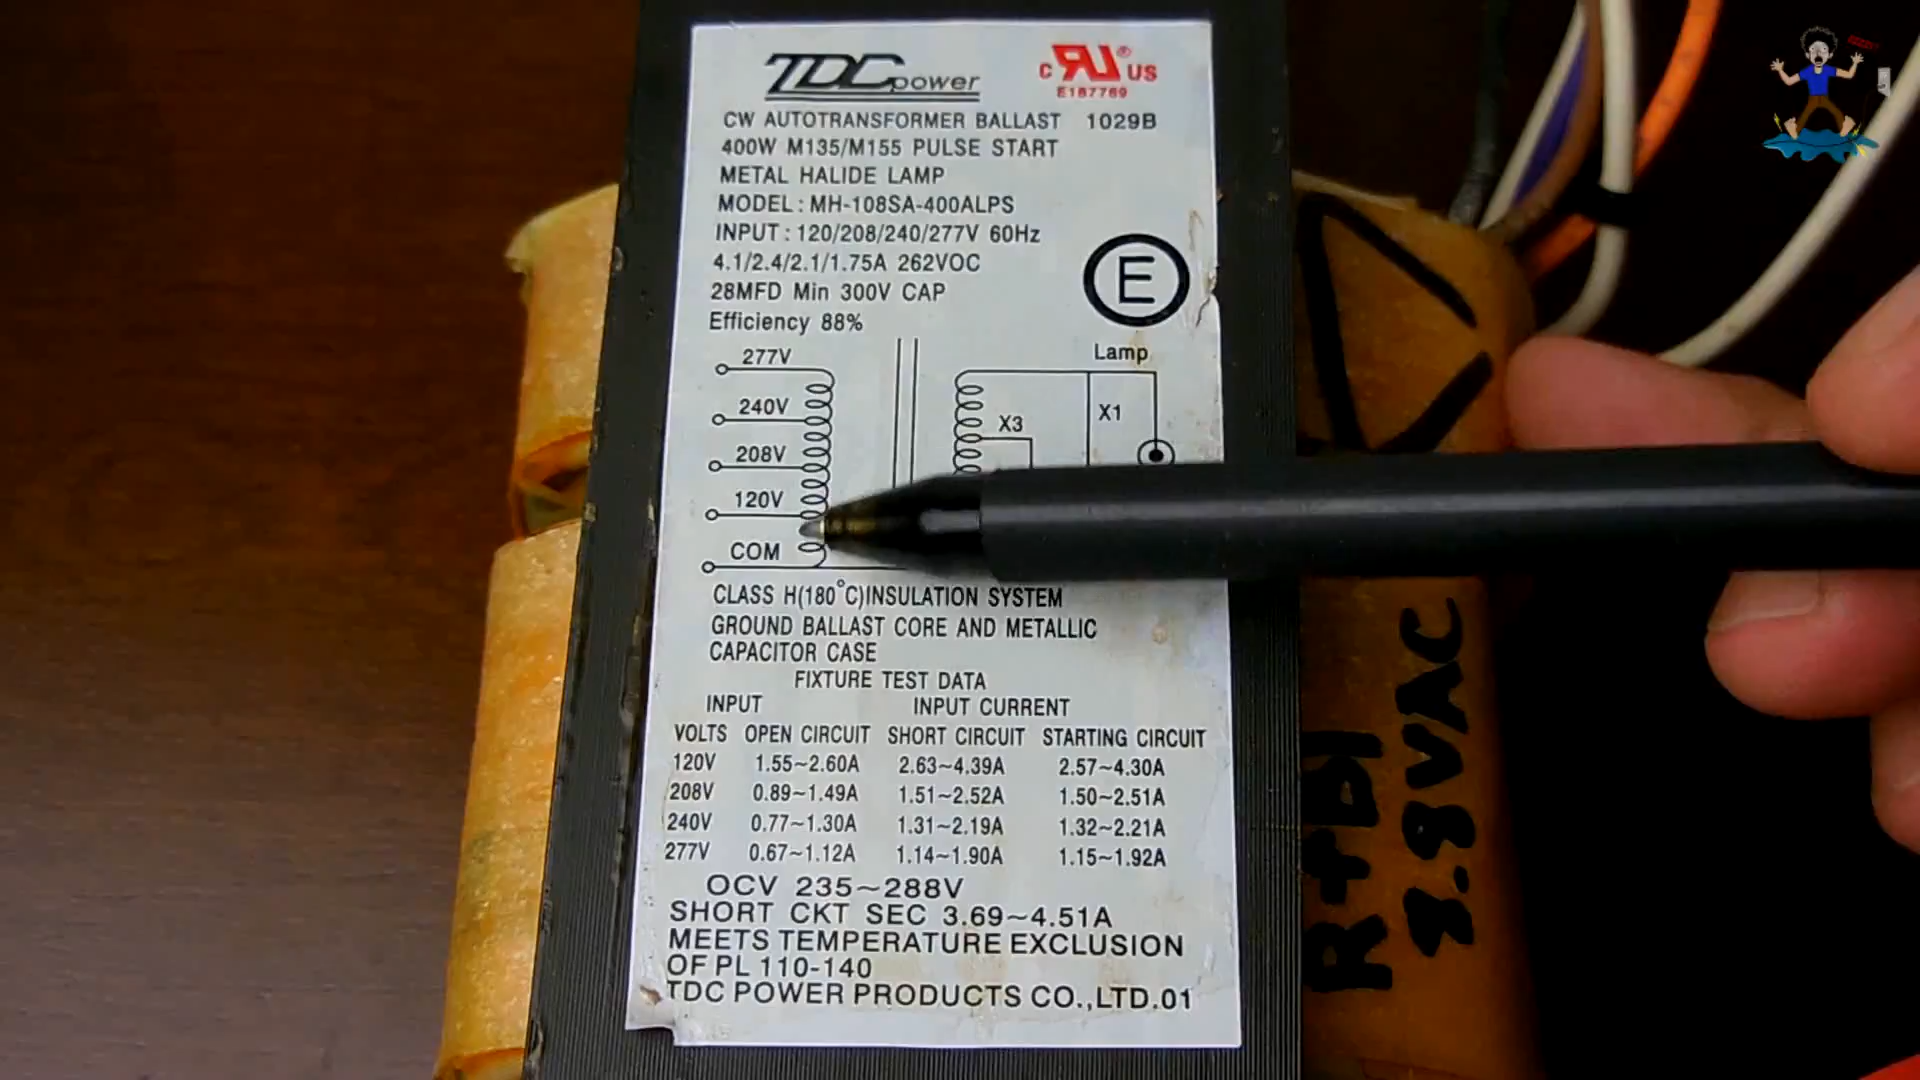 TDC power
c RU ® US
E187769
CW AUTOTRANSFORMER BALLAST 1029B
400W M135/M155 PULSE START
METAL HALIDE LAMP
MODEL : MH-108SA-400ALPS
INPUT : 120/208/240/277V 60Hz
4.1/2.4/2.1/1.75A 262VOC
28MFD Min 300V CAP
Efficiency 88%
E
277V
240V
208V
120V
COM
X3
Lamp
X1
CLASS H(180°C)INSULATION SYSTEM
GROUND BALLAST CORE AND METALLIC
CAPACITOR CASE
FIXTURE TEST DATA
INPUT INPUT CURRENT
VOLTS OPEN CIRCUIT SHORT CIRCUIT STARTING CIRCUIT
120V 1.55~2.60A 2.63~4.39A 2.57~4.30A
208V 0.89~1.49A 1.51~2.52A 1.50~2.51A
240V 0.77~1.30A 1.31~2.19A 1.32~2.21A
277V 0.67~1.12A 1.14~1.90A 1.15~1.92A
OCV 235~288V
SHORT CKT SEC 3.69~4.51A
MEETS TEMPERATURE EXCLUSION
OF PL 110-140
TDC POWER PRODUCTS CO.,LTD.01